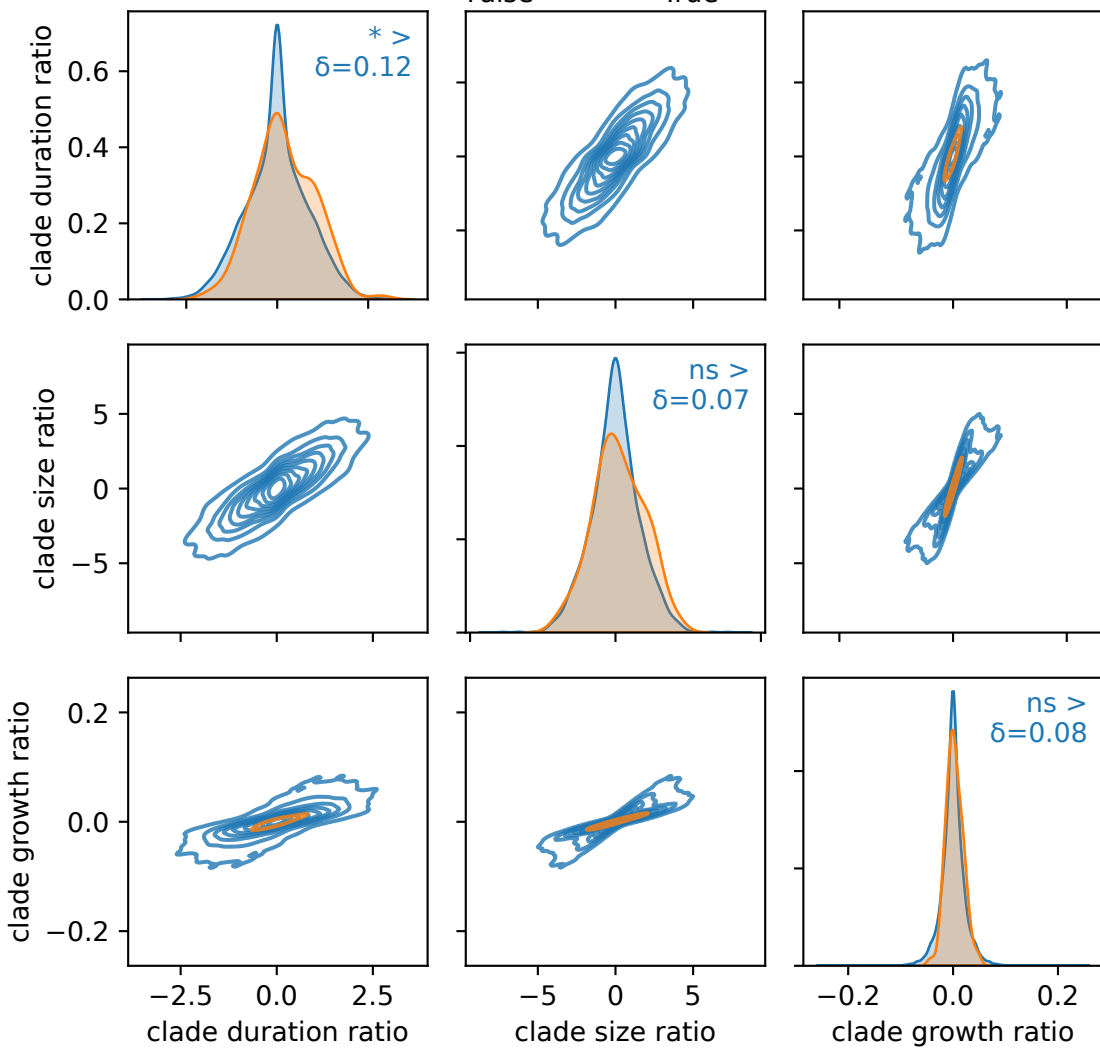 True
clade duration ratio
0.6
0.4
0.2
0.0
* >
δ=0.12
clade size ratio
5
0
−5
ns >
δ=0.07
clade growth ratio
0.2
0.0
−0.2
ns >
δ=0.08
−2.5 0.0 2.5
−5 0 5
−0.2 0.0 0.2
clade duration ratio
clade size ratio
clade growth ratio